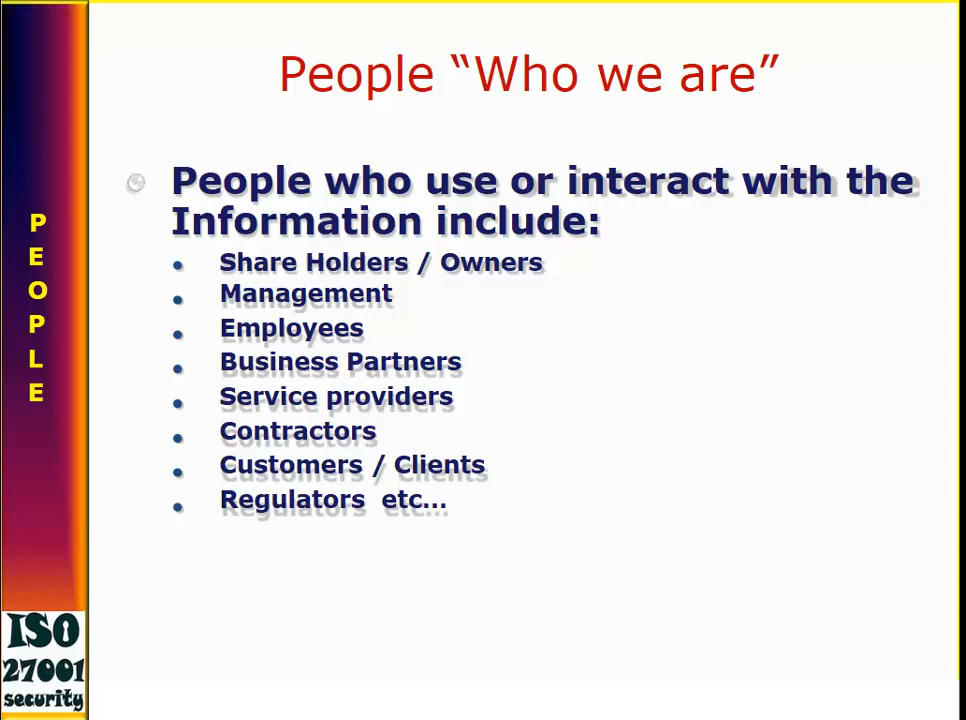 People “Who we are”
People who use or interact with the
Information include:
Share Holders / Owners
Management
Employees
Business Partners
Service providers
Contractors
Customers / Clients
Regulators etc...
P
E
O
P
L
E
ISO
27001
security